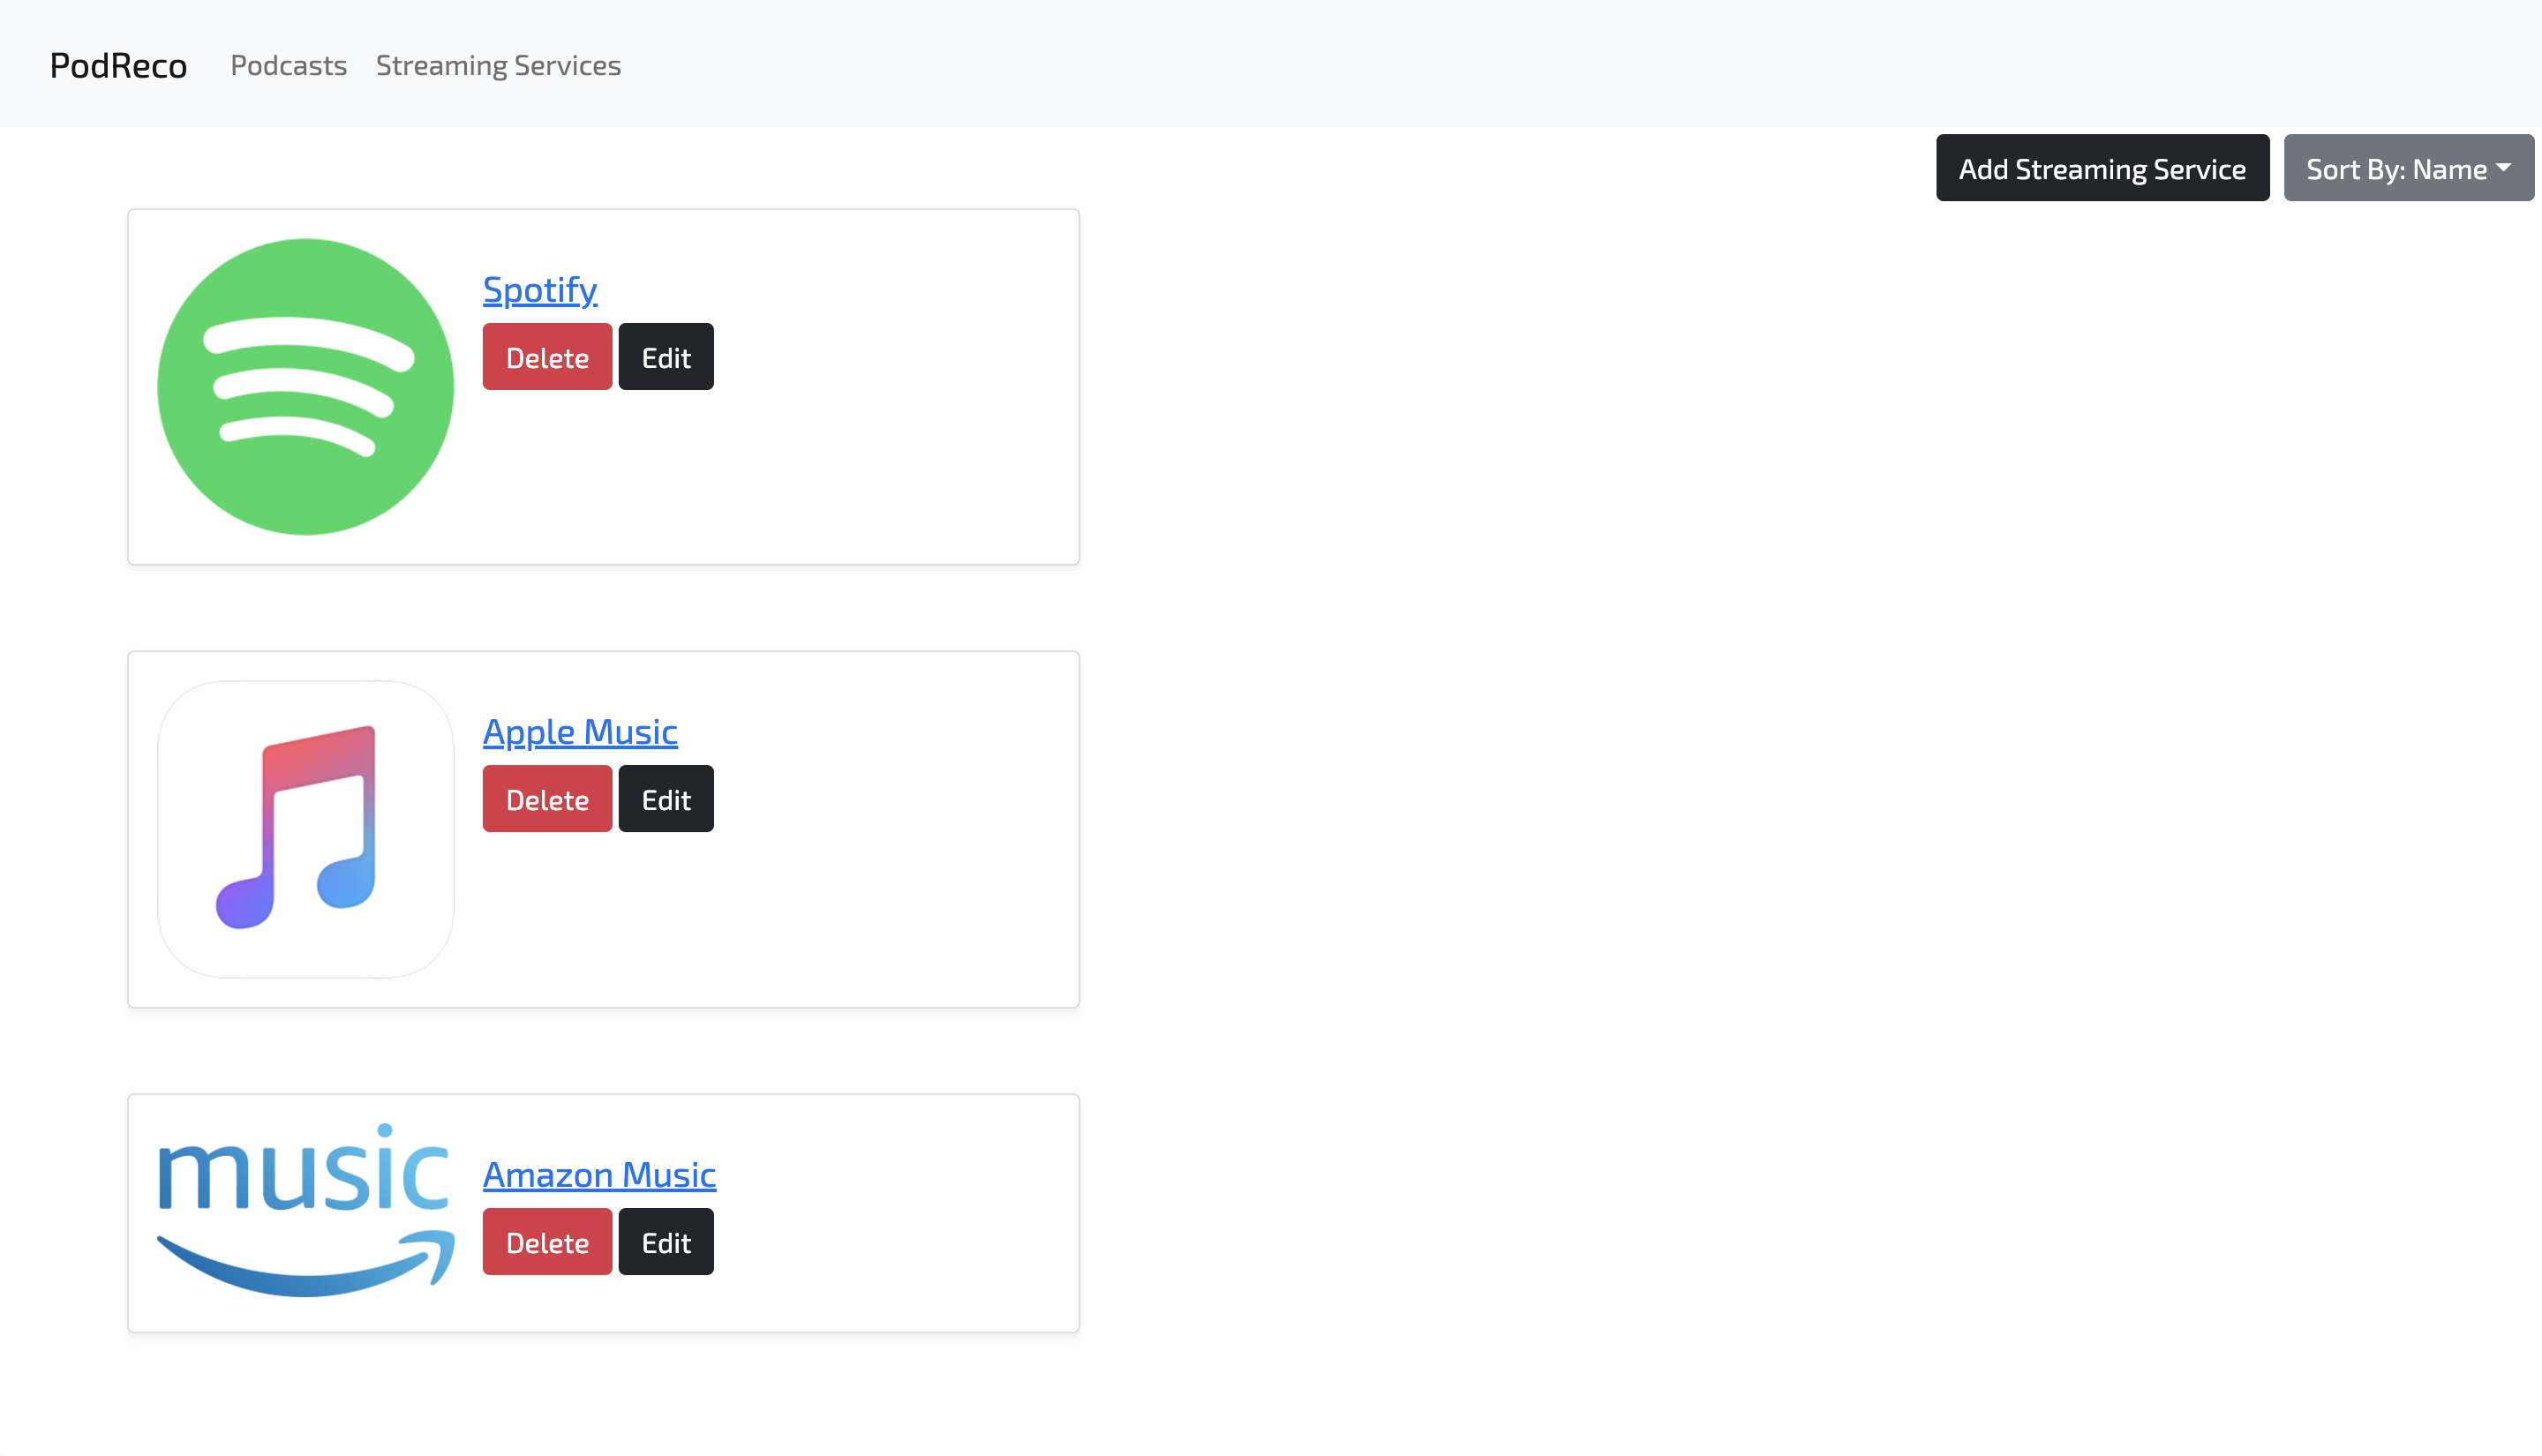 PodReco Podcasts Streaming Services
Add Streaming Service Sort By: Name
Spotify
Delete Edit
Apple Music
Delete Edit
music
Amazon Music
Delete Edit